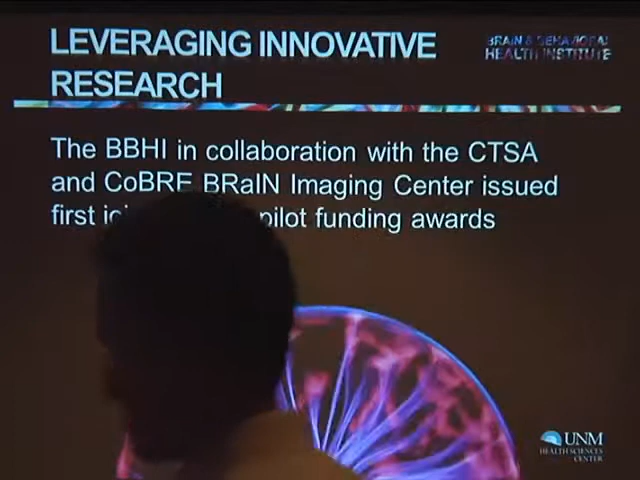 LEVERAGING INNOVATIVE
RESEARCH
BRAIN & BEHAVIORAL
HEALTH INSTITUTE
The BBHI in collaboration with the CTSA
and CoBRE BRaIN Imaging Center issued
first pilot funding awards
UNM
HEALTH SCIENCES
CENTER